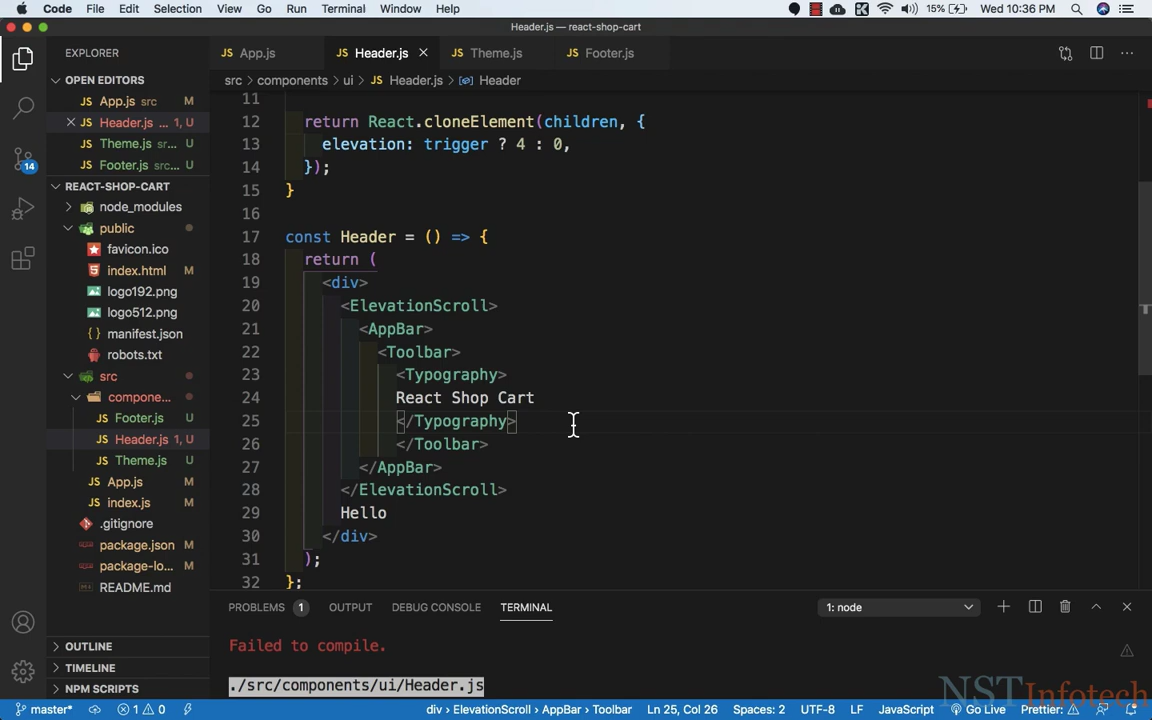 Code File Edit Selection View Go Run Terminal Window Help 15% Wed 10:36 PM
Header.js — react-shop-cart
EXPLORER
App.js Header.js Theme.js Footer.js
src > components > ui > JS Header.js > Header
OPEN EDITORS
JS App.js src M
JS Header.js ... 1, U
JS Theme.js sr... U
JS Footer.js src... U
REACT-SHOP-CART
node_modules
public
favicon.ico
index.html M
logo192.png
logo512.png
manifest.json
robots.txt
src
compone...
JS Footer.js U
JS Header.js 1, U
JS Theme.js U
JS App.js M
JS index.js M
.gitignore
package.json M
package-lo... M
README.md
OUTLINE
TIMELINE
NPM SCRIPTS
14
11
12 return React.cloneElement(children, {
13 elevation: trigger ? 4 : 0,
14 });
15 }
16
17 const Header = () => {
18 return (
19 <div>
20 <ElevationScroll>
21 <AppBar>
22 <Toolbar>
23 <Typography>
24 React Shop Cart
25 </Typography>
26 </Toolbar>
27 </AppBar>
28 </ElevationScroll>
29 Hello
30 </div>
31 );
32 };
PROBLEMS 1 OUTPUT DEBUG CONSOLE TERMINAL 1: node
Failed to compile.
./src/components/ui/Header.js
NSTInfotech
master* 1 0 div > ElevationScroll > AppBar > Toolbar Ln 25, Col 26 Spaces: 2 UTF-8 LF JavaScript Go Live Prettier: